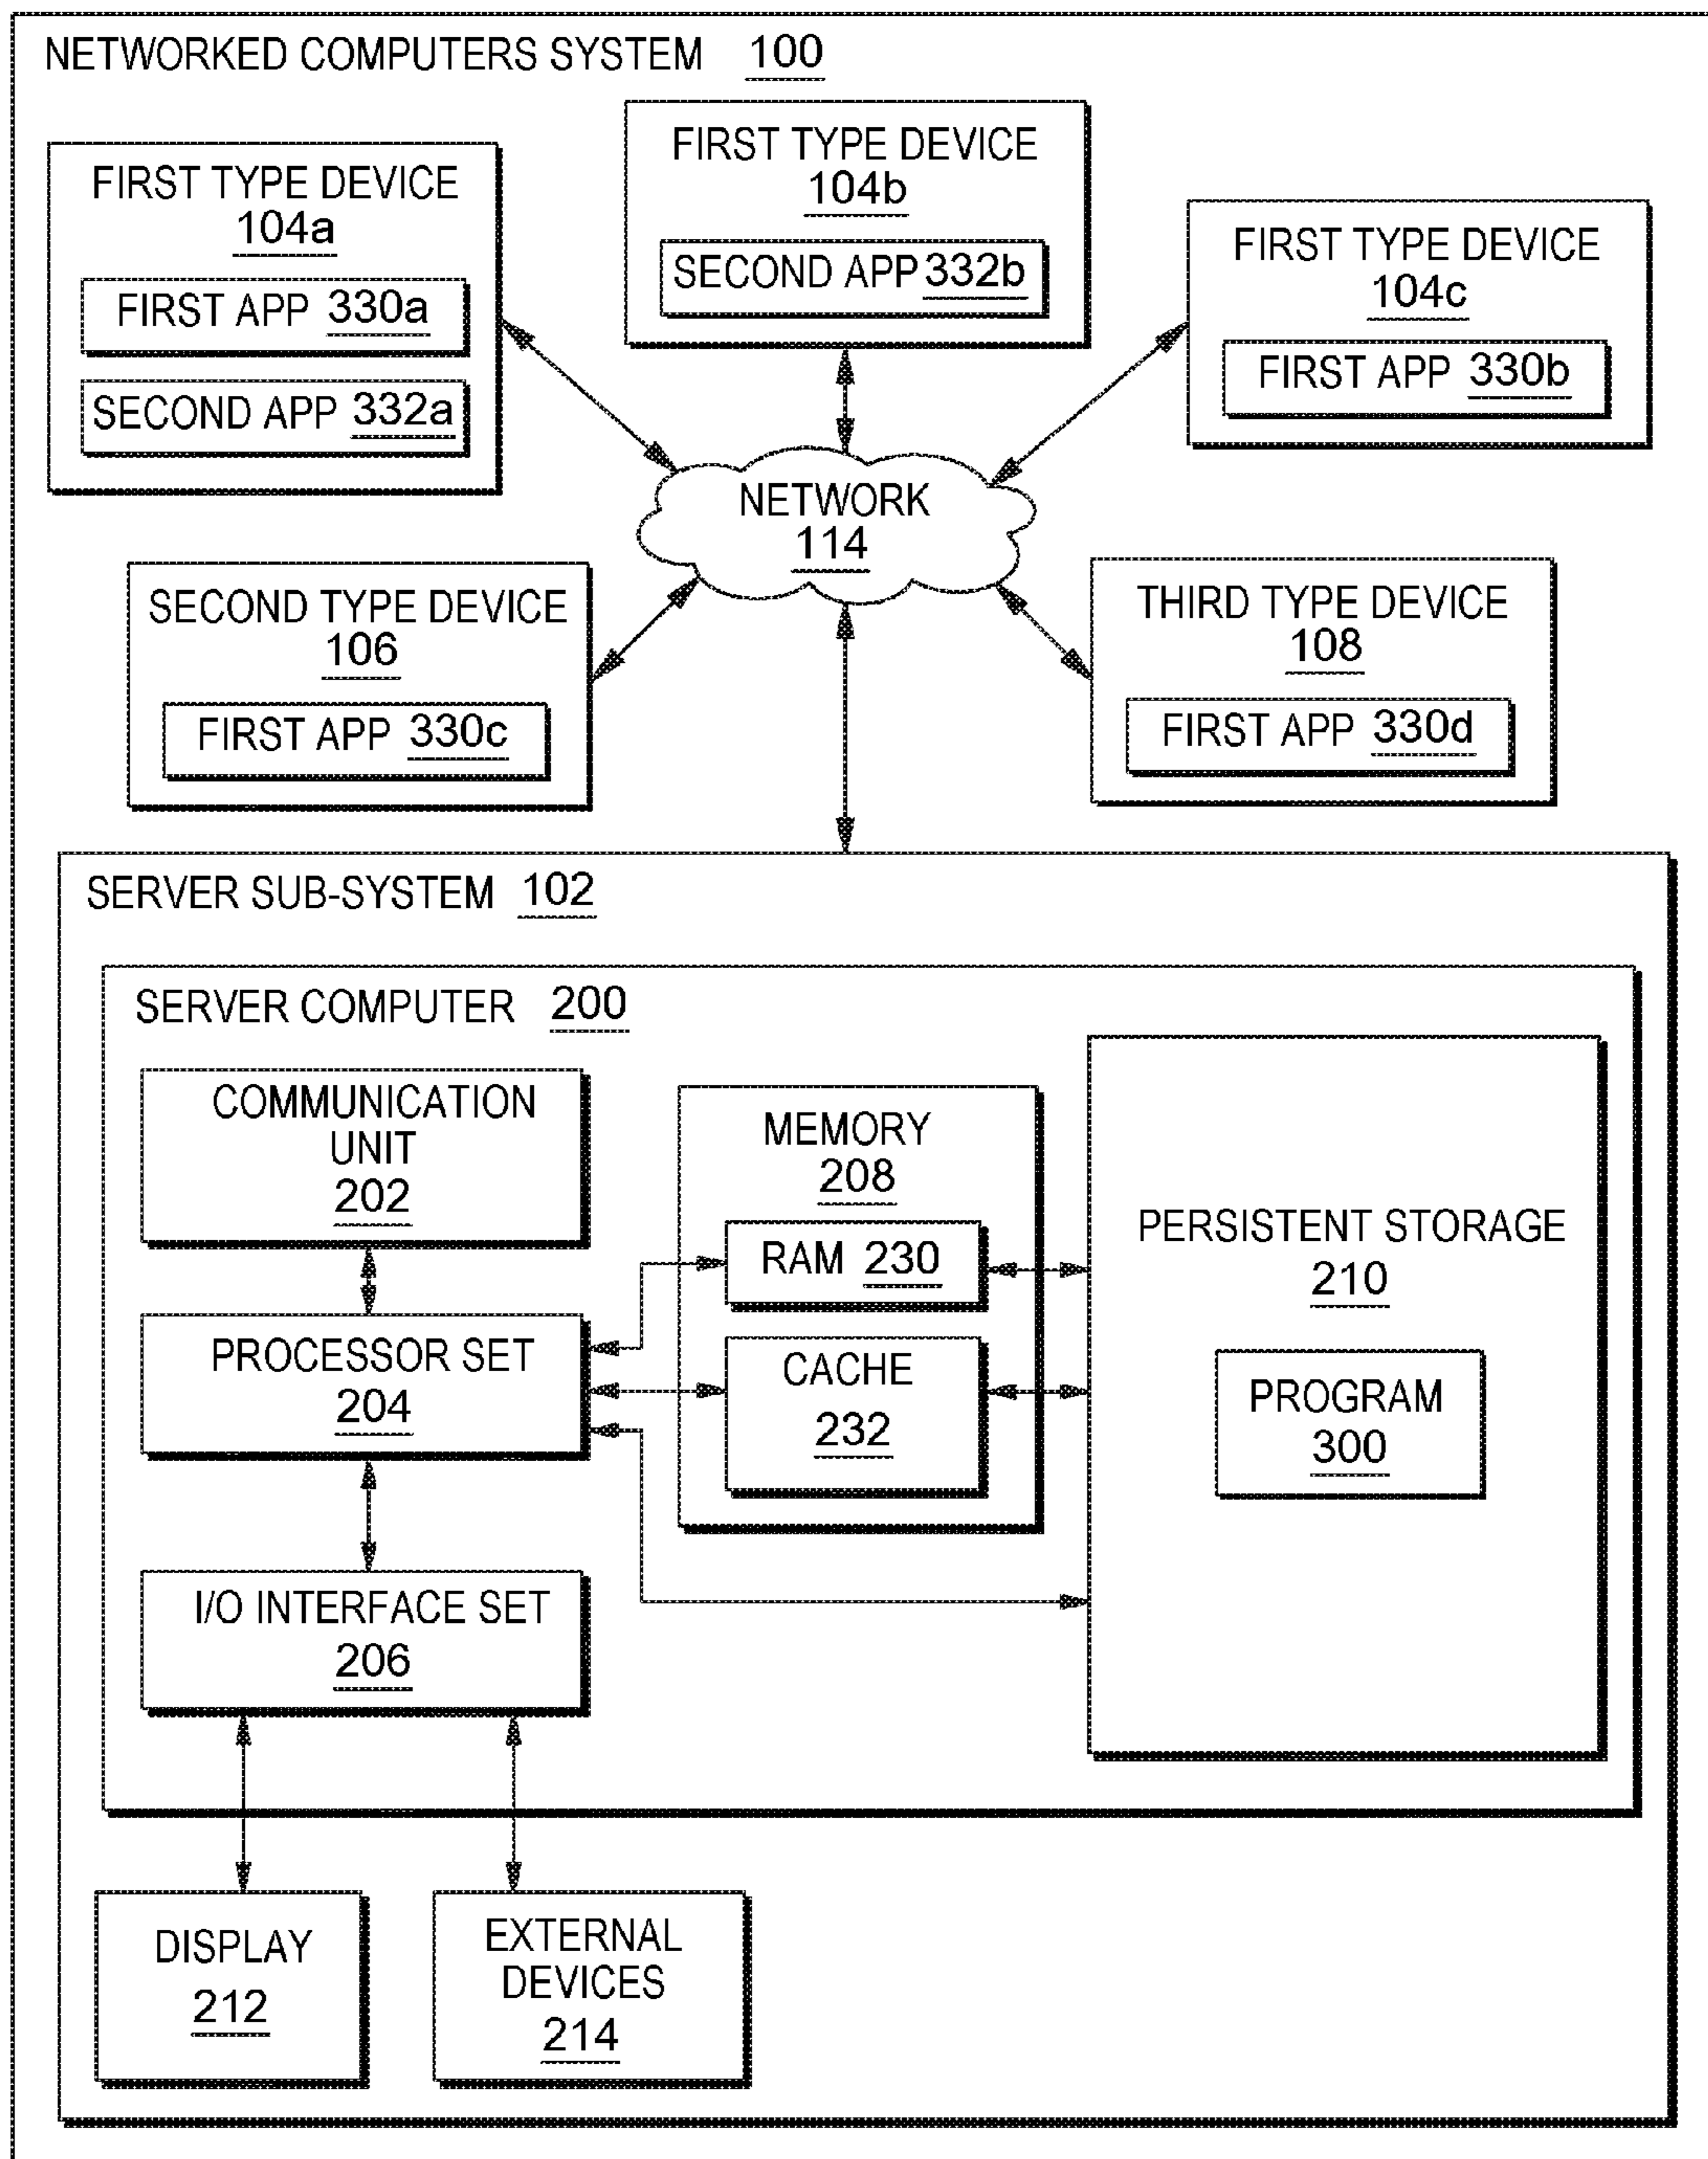 NETWORKED COMPUTERS SYSTEM 100
FIRST TYPE DEVICE
104a
FIRST APP 330a
SECOND APP 332a
FIRST TYPE DEVICE
104b
SECOND APP 332b
FIRST TYPE DEVICE
104c
FIRST APP 330b
NETWORK
114
SECOND TYPE DEVICE
106
FIRST APP 330c
THIRD TYPE DEVICE
108
FIRST APP 330d
SERVER SUB-SYSTEM 102
SERVER COMPUTER 200
COMMUNICATION
UNIT
202
PROCESSOR SET
204
I/O INTERFACE SET
206
MEMORY
208
RAM 230
CACHE
232
PERSISTENT STORAGE
210
PROGRAM
300
DISPLAY
212
EXTERNAL
DEVICES
214